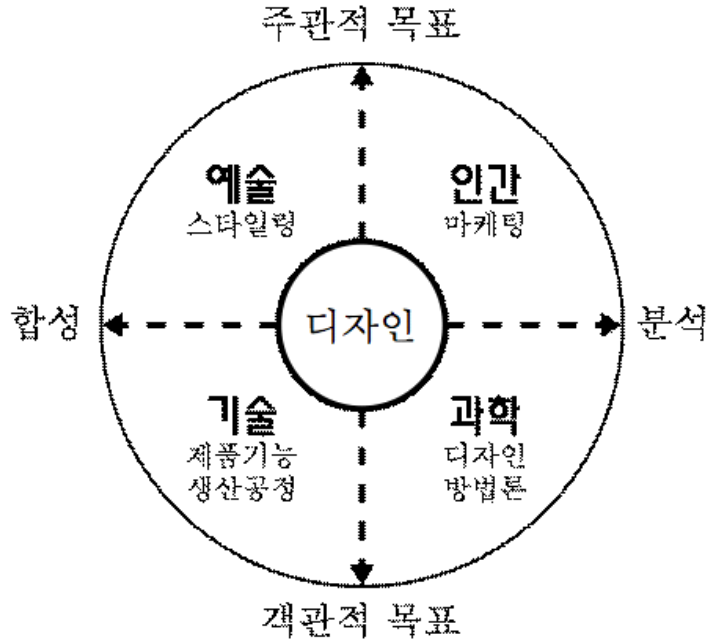 주관적 목표
예술
스타일링
인간
마케팅
합성
디자인
분석
기술
제품기능
생산공정
과학
디자인
방법론
객관적 목표